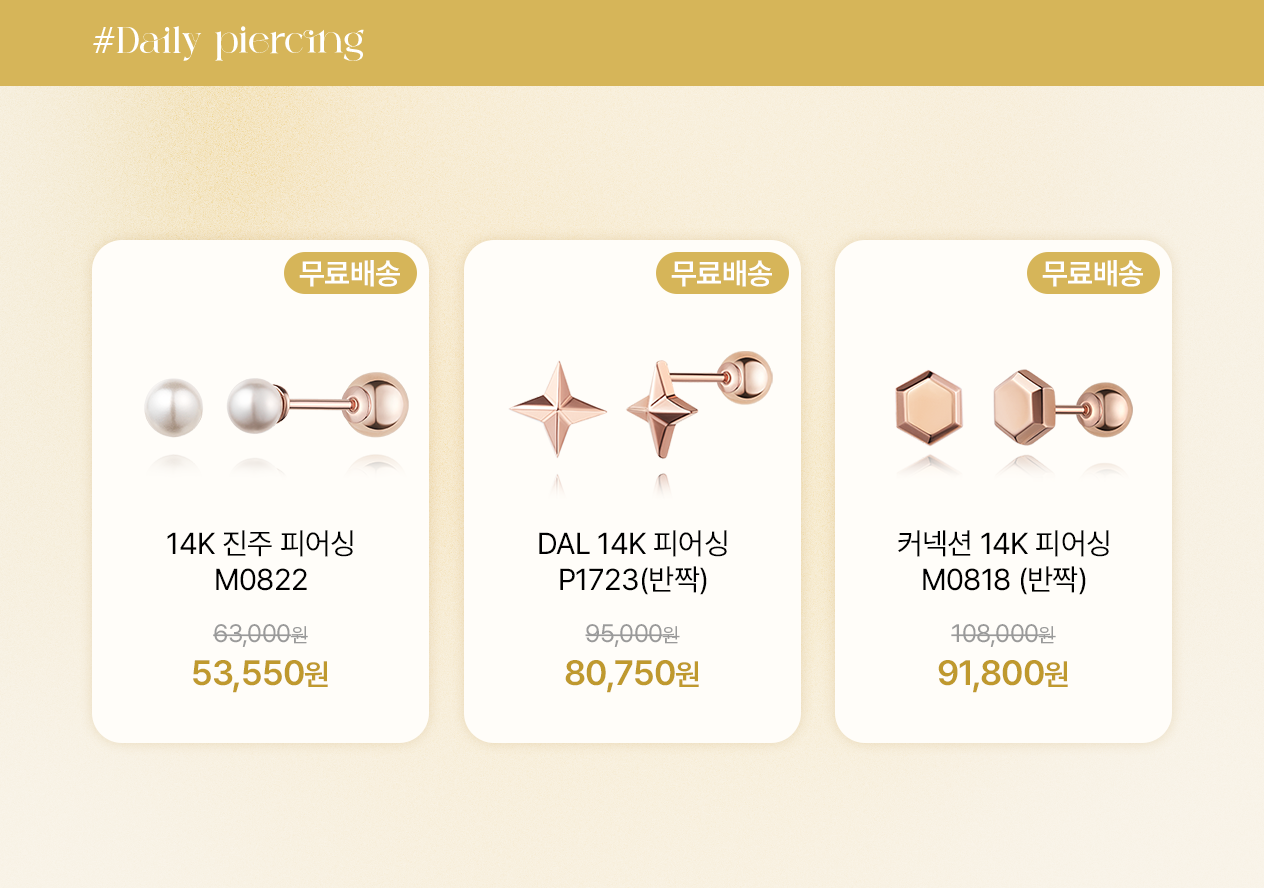 #Daily piercing
무료배송
14K 진주 피어싱
M0822
63,000원
53,550원
무료배송
DAL 14K 피어싱
P1723(반짝)
95,000원
80,750원
무료배송
커넥션 14K 피어싱
M0818 (반짝)
108,000원
91,800원